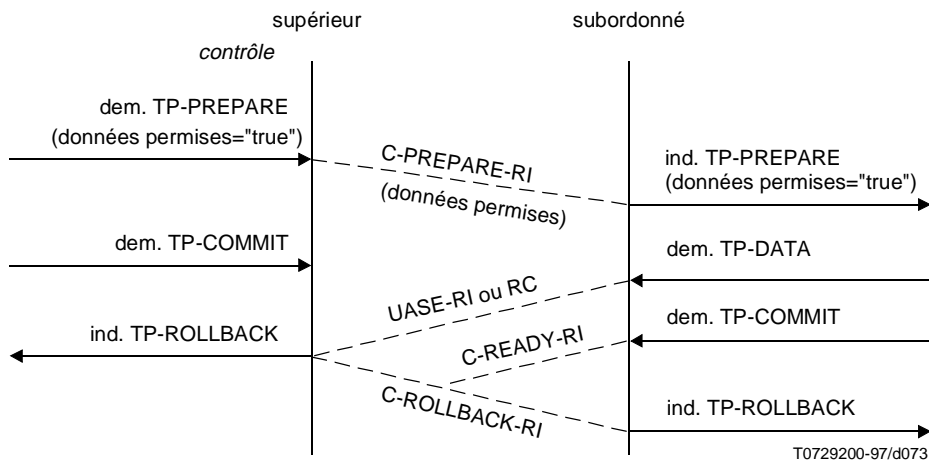 supérieur
subordonné
contrôle
dem. TP-PREPARE
(données permises="true")
C-PREPARE-RI
(données permises)
ind. TP-PREPARE
(données permises="true")
dem. TP-COMMIT
dem. TP-DATA
UASE-RI ou RC
dem. TP-COMMIT
ind. TP-ROLLBACK
C-READY-RI
C-ROLLBACK-RI
ind. TP-ROLLBACK
T0729200-97/d073